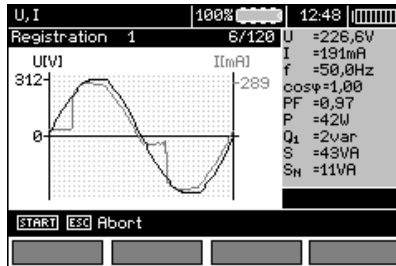 U,I 100% 12:48
Registration 1 6/120
U[V] I[mA]
312 289
0
U =226,6V
I =191mA
f =50,0Hz
cosφ=1,00
PF =0,97
P =42W
Q₁ =2var
S =43VA
Sɴ =11VA
START ESC Abort